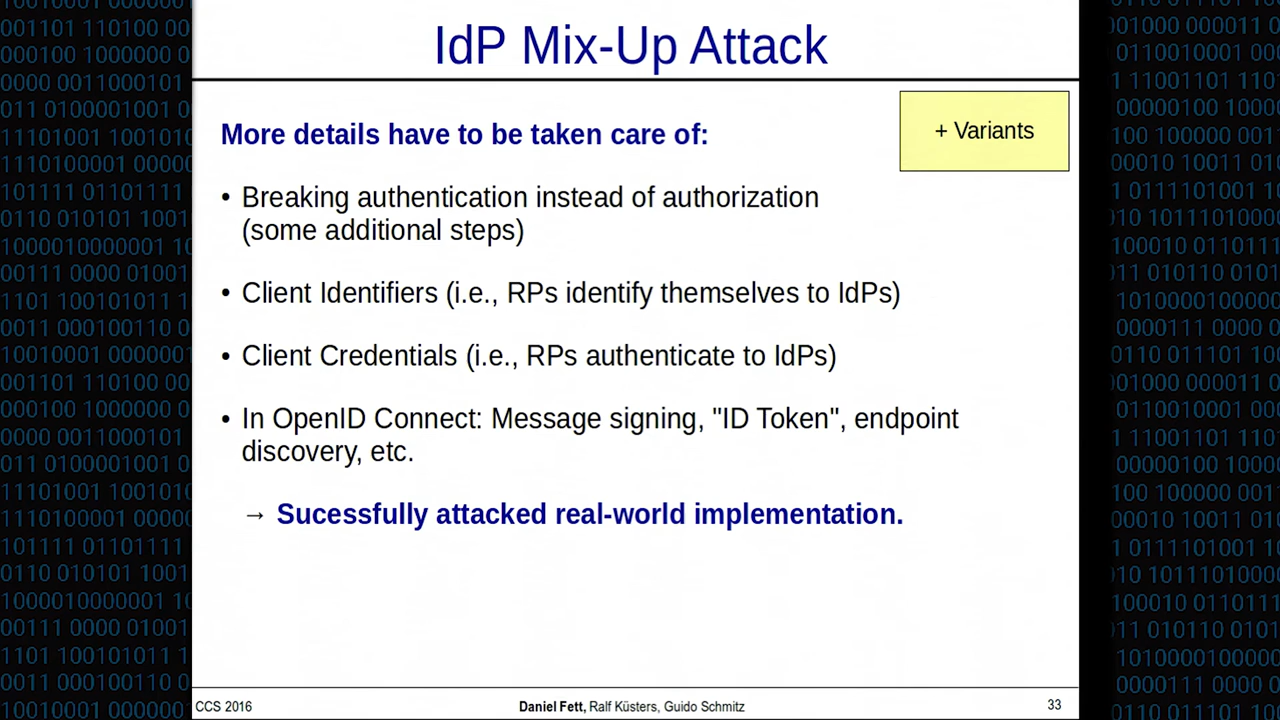 IdP Mix-Up Attack
+ Variants
More details have to be taken care of:
• Breaking authentication instead of authorization
(some additional steps)
• Client Identifiers (i.e., RPs identify themselves to IdPs)
• Client Credentials (i.e., RPs authenticate to IdPs)
• In OpenID Connect: Message signing, "ID Token", endpoint
discovery, etc.
→ Sucessfully attacked real-world implementation.
CCS 2016
Daniel Fett, Ralf Küsters, Guido Schmitz
33